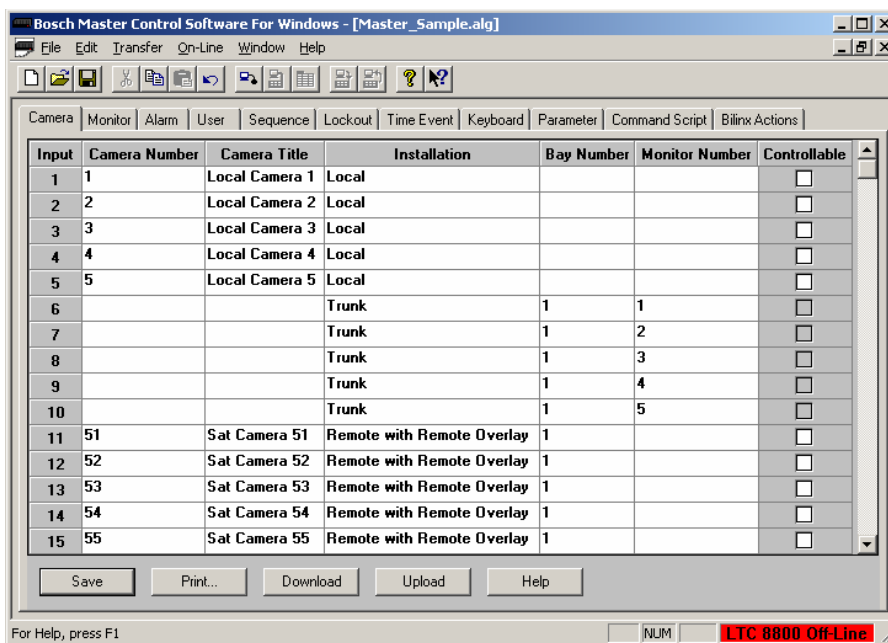 Bosch Master Control Software For Windows - [Master_Sample.alg]
File Edit Transfer On-Line Window Help
Camera Monitor Alarm User Sequence Lockout Time Event Keyboard Parameter Command Script Bilinx Actions
Input Camera Number Camera Title Installation Bay Number Monitor Number Controllable
1 1 Local Camera 1 Local
2 2 Local Camera 2 Local
3 3 Local Camera 3 Local
4 4 Local Camera 4 Local
5 5 Local Camera 5 Local
6 Trunk 1 1
7 Trunk 1 2
8 Trunk 1 3
9 Trunk 1 4
10 Trunk 1 5
11 51 Sat Camera 51 Remote with Remote Overlay 1
12 52 Sat Camera 52 Remote with Remote Overlay 1
13 53 Sat Camera 53 Remote with Remote Overlay 1
14 54 Sat Camera 54 Remote with Remote Overlay 1
15 55 Sat Camera 55 Remote with Remote Overlay 1
Save Print... Download Upload Help
For Help, press F1 NUM LTC 8800 Off-Line